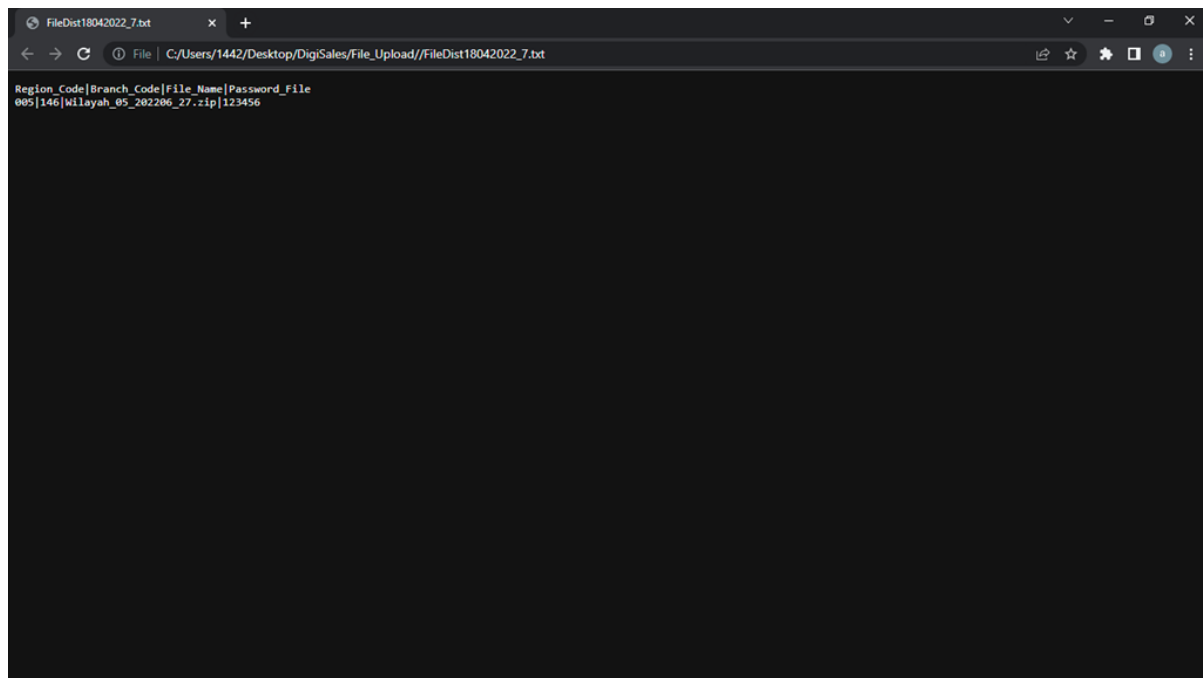 FileDist18042022_7.txt
File | C:/Users/1442/Desktop/DigiSales/File_Upload//FileDist18042022_7.txt
a
Region_Code|Branch_Code|File_Name|Password_File
005|146|Wilayah_05_202206_27.zip|123456